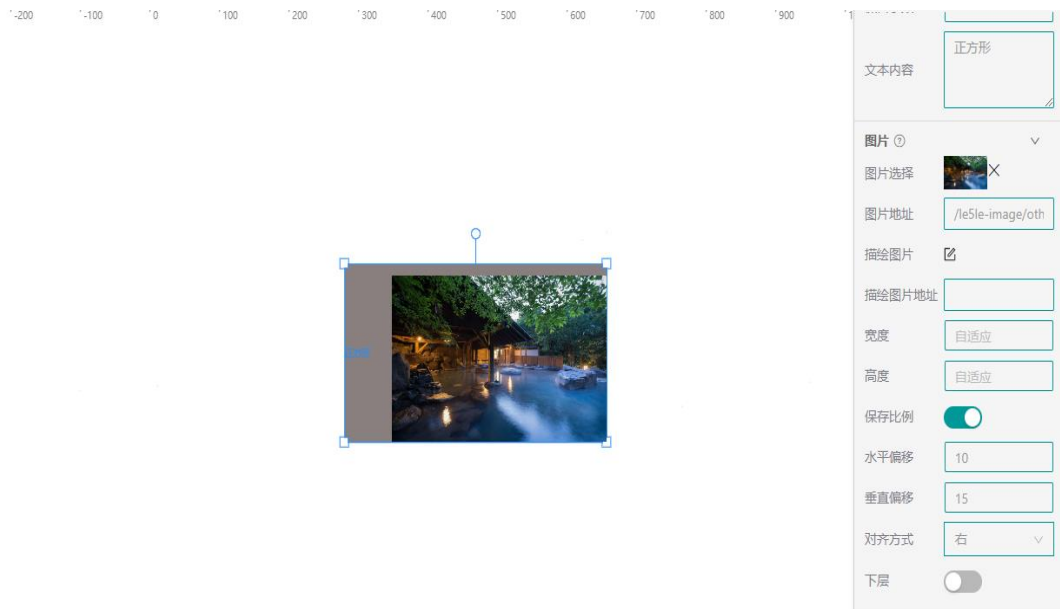 -200 -100 0 100 200 300 400 500 600 700 800 900 1
正方形
文本内容
图片
图片选择
图片地址 /le5le-image/oth
描绘图片
描绘图片地址
宽度 自适应
高度 自适应
保存比例
水平偏移 10
垂直偏移 15
对齐方式 右
下层